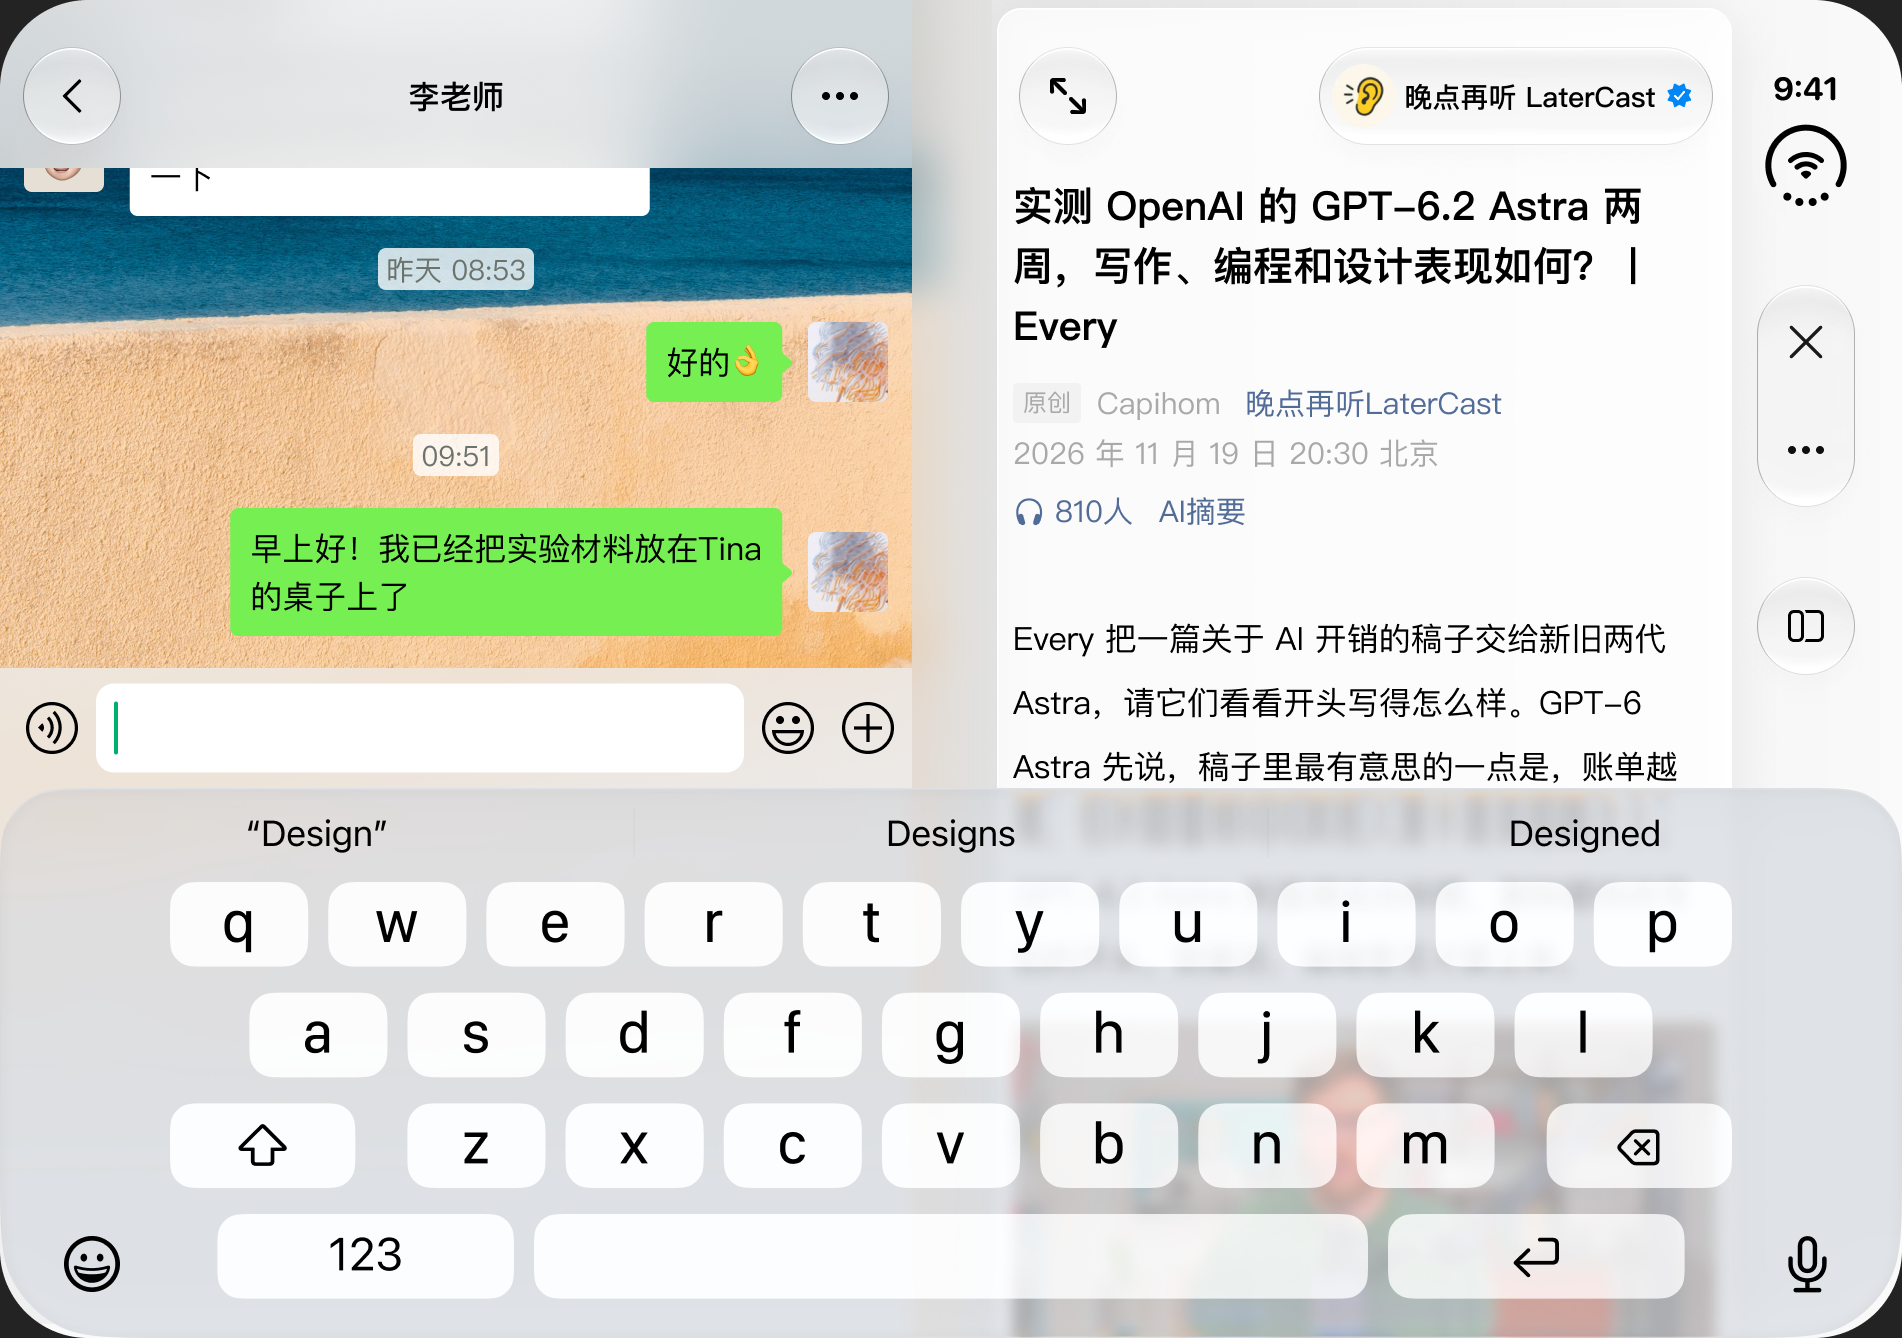 李老师
一下
昨天 08:53
好的👌
09:51
早上好！我已经把实验材料放在Tina
的桌子上了
晚点再听 LaterCast
实测 OpenAI 的 GPT-6.2 Astra 两
周，写作、编程和设计表现如何？｜
Every
原创 Capihom 晚点再听LaterCast
2026 年 11 月 19 日 20:30 北京
810人 AI摘要
Every 把一篇关于 AI 开销的稿子交给新旧两代
Astra，请它们看看开头写得怎么样。GPT-6
Astra 先说，稿子里最有意思的一点是，账单越
9:41
“Design” Designs Designed
q w e r t y u i o p
a s d f g h j k l
z x c v b n m
123